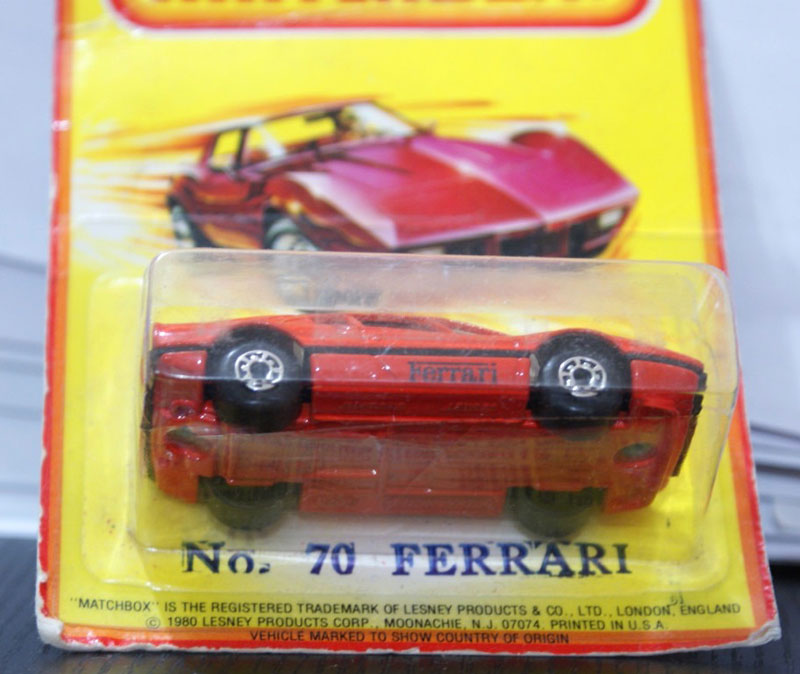 Ferrari
No. 70 FERRARI
"MATCHBOX" IS THE REGISTERED TRADEMARK OF LESNEY PRODUCTS & CO., LTD., LONDON, ENGLAND
© 1980 LESNEY PRODUCTS CORP., MOONACHIE, N.J. 07074 PRINTED IN U.S.A.
VEHICLE MARKED TO SHOW COUNTRY OF ORIGIN